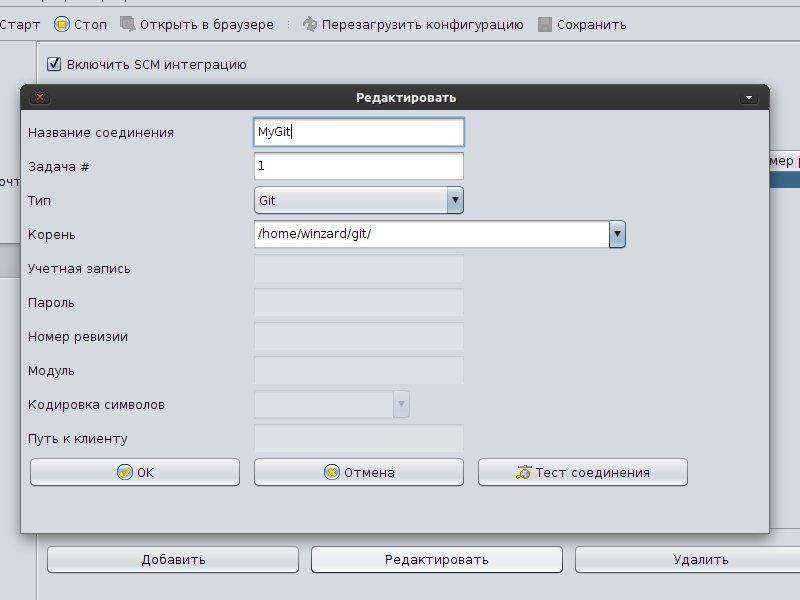 Старт Стоп Открыть в браузере Перезагрузить конфигурацию Сохранить
Включить SCM интеграцию
Редактировать
Название соединения MyGit
Задача # 1
Тип Git
Корень /home/winzard/git/
Учетная запись
Пароль
Номер ревизии
Модуль
Кодировка символов
Путь к клиенту
OK Отмена Тест соединения
Добавить Редактировать Удалить